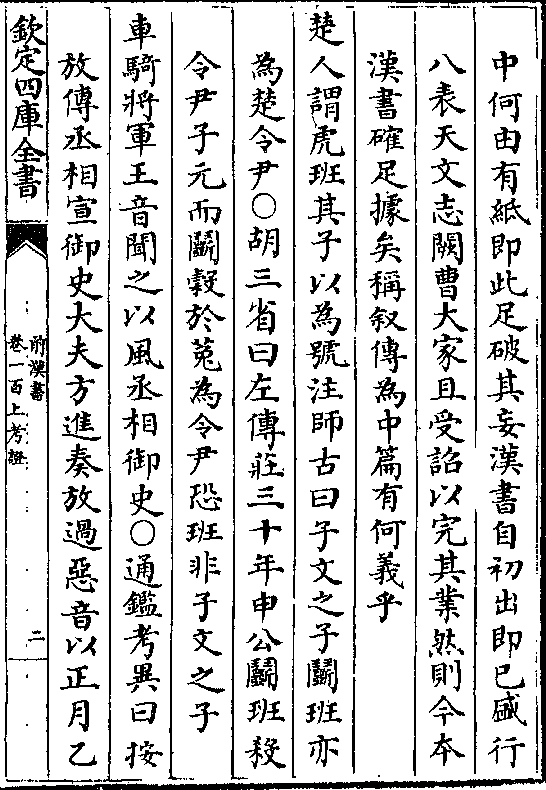 中何由有紙即此足破其妄漢書自初出即已盛行
八表天文志闕曹大家且受詔以完其業然則今本
漢書確足據矣稱叙傳為中篇有何義乎
楚人謂虎班其子以為號注師古曰子文之子鬭班亦
為楚令尹○胡三省曰左傳莊三十年申公鬭班殺
令尹子元而鬭穀於菟為令尹恐班非子文之子
車騎將軍王音聞之以風丞相御史○通鑑考異曰按
放傳丞相宣御史大夫方進奏放過惡音以正月乙
欽定四庫全書
前漢書
卷一百上考證
二